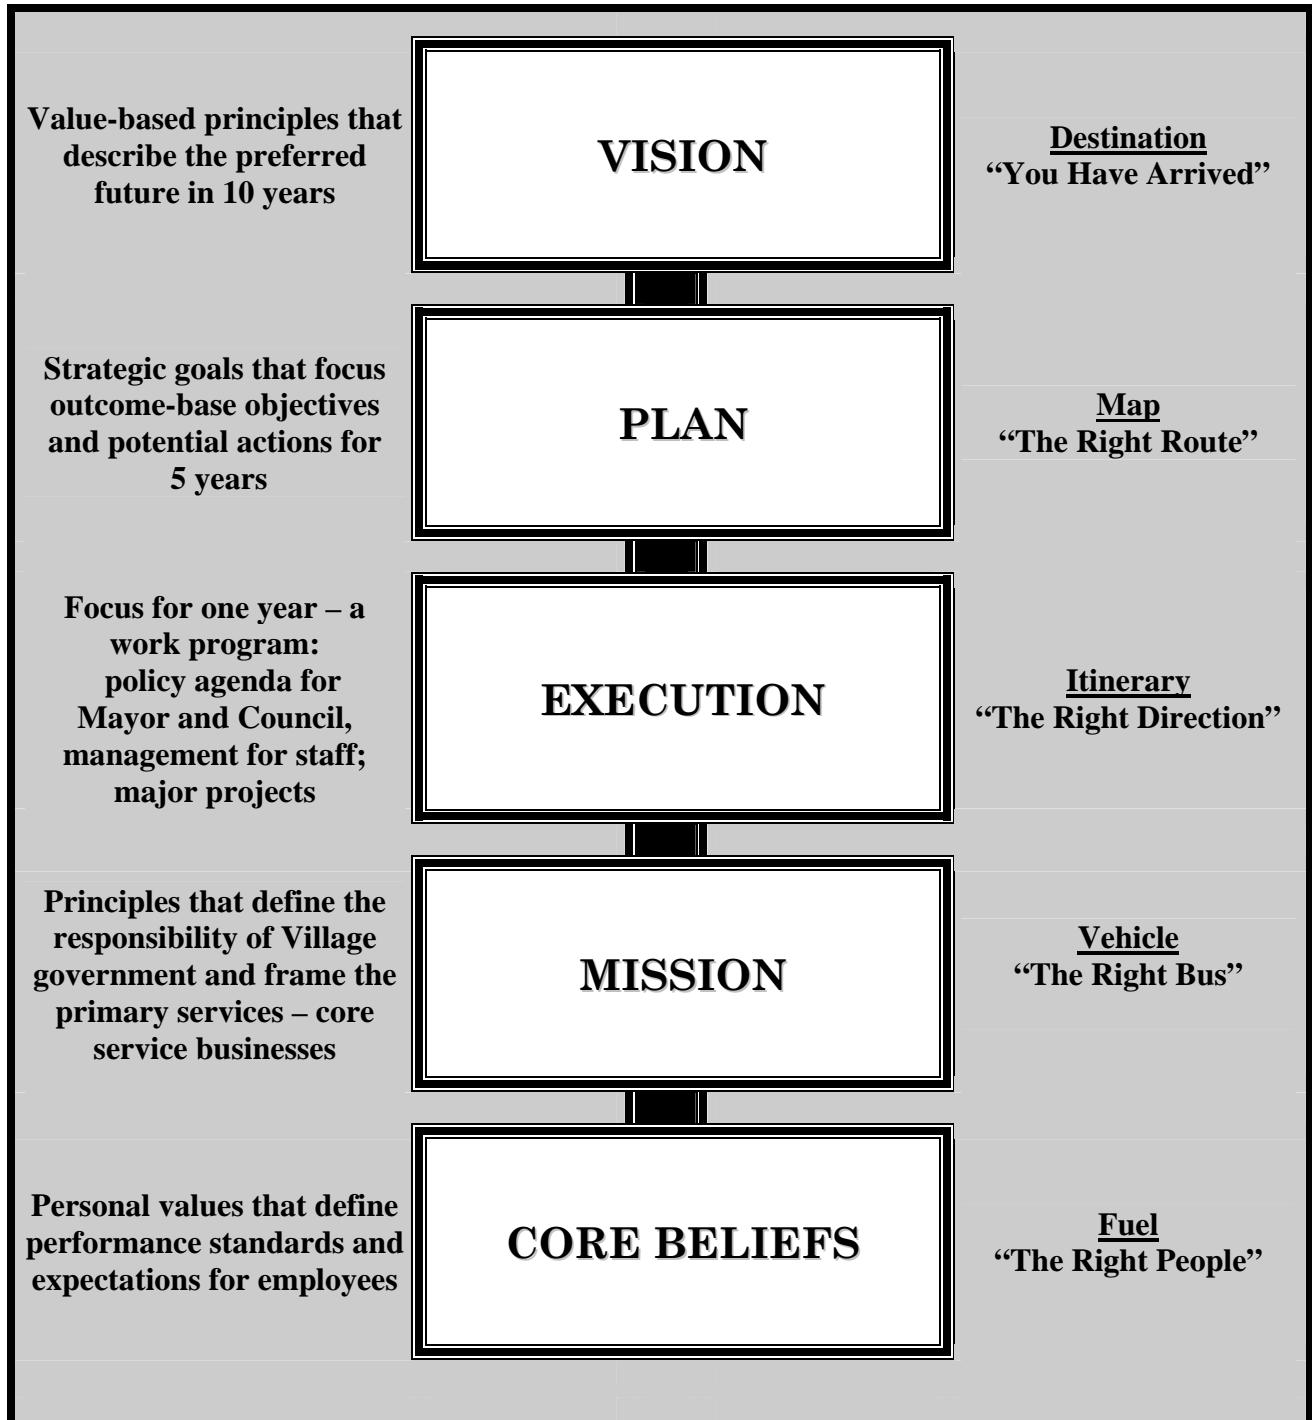 Value-based principles that
describe the preferred
future in 10 years
VISION
Destination
“You Have Arrived”
Strategic goals that focus
outcome-base objectives
and potential actions for
5 years
PLAN
Map
“The Right Route”
Focus for one year – a
work program:
policy agenda for
Mayor and Council,
management for staff;
major projects
EXECUTION
Itinerary
“The Right Direction”
Principles that define the
responsibility of Village
government and frame the
primary services – core
service businesses
MISSION
Vehicle
“The Right Bus”
Personal values that define
performance standards and
expectations for employees
CORE BELIEFS
Fuel
“The Right People”